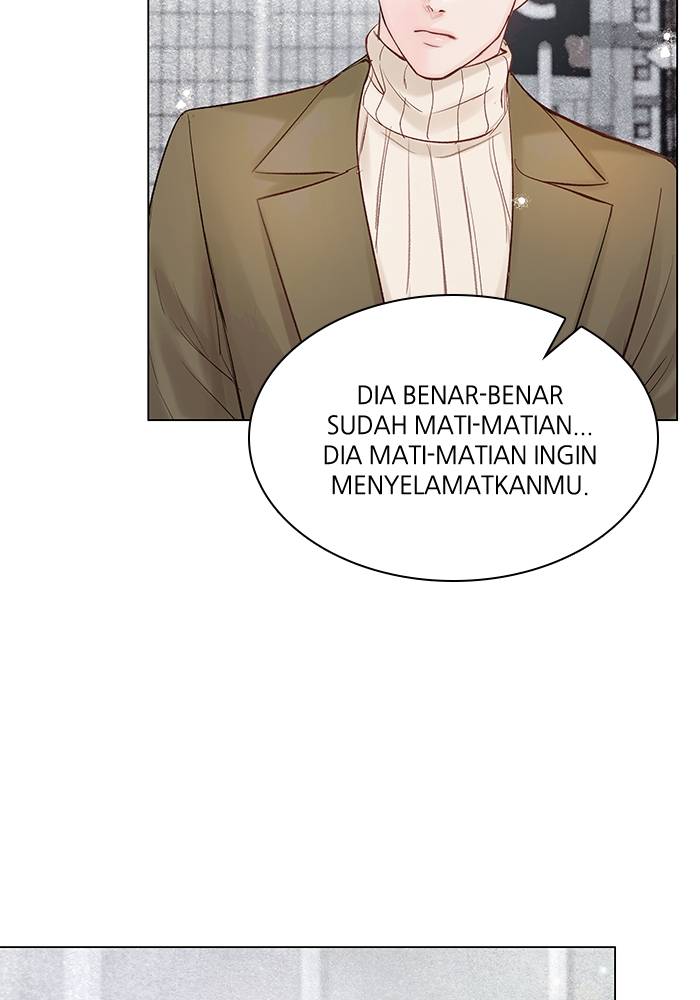 DIA BENAR-BENAR
SUDAH MATI-MATIAN...
DIA MATI-MATIAN INGIN
MENYELAMATKANMU.